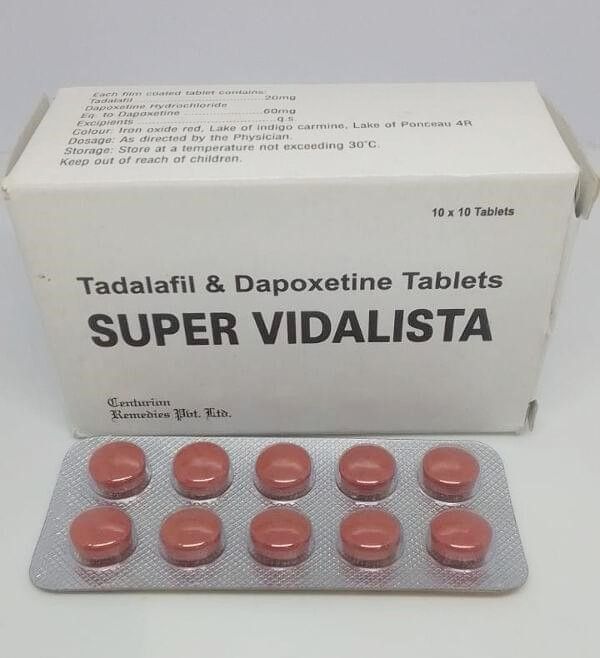 Each film coated tablet contains:
Tadalafil ........................ 20mg
Dapoxetine Hydrochloride
Eq. to Dapoxetine ................ 60mg
Excipients ........................ q.s.
Colour: Iron oxide red, Lake of indigo carmine, Lake of Ponceau 4R
Dosage: As directed by the Physician.
Storage: Store at a temperature not exceeding 30°C.
Keep out of reach of children.
10 x 10 Tablets
Tadalafil & Dapoxetine Tablets
SUPER VIDALISTA
Centurion
Remedies Pvt. Ltd.